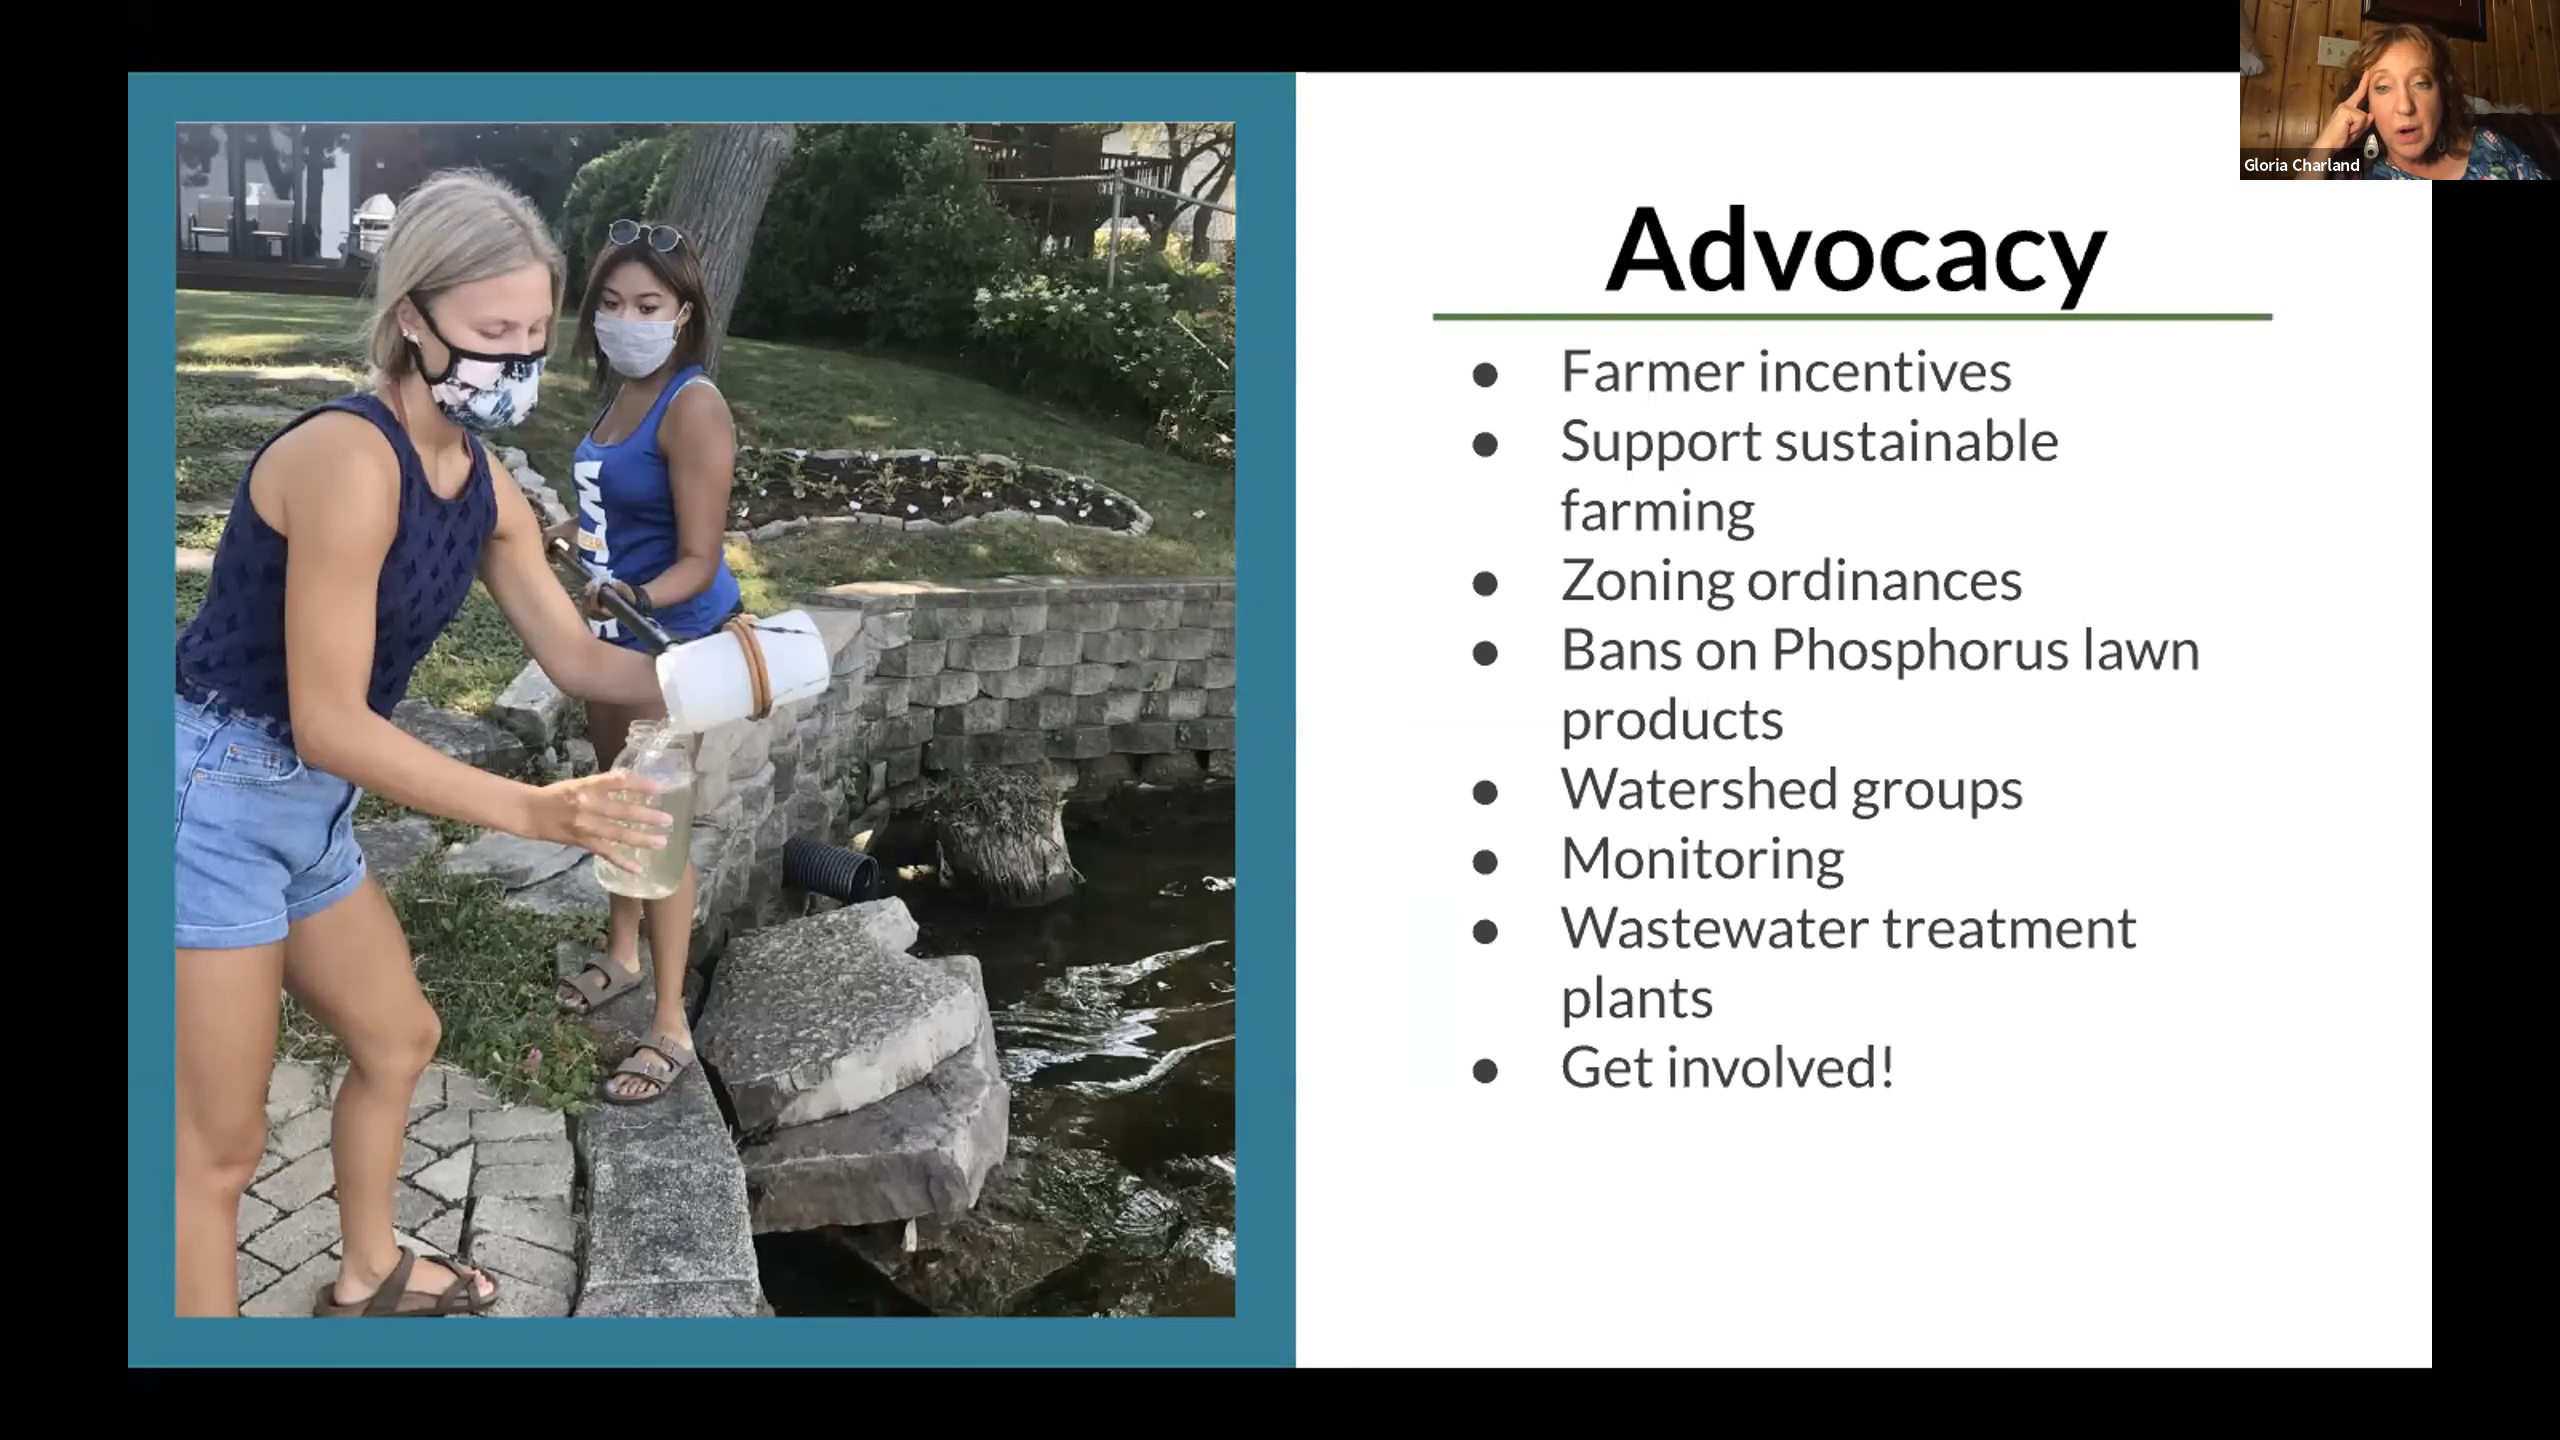 Gloria Charland
Advocacy
● Farmer incentives
● Support sustainable
farming
● Zoning ordinances
● Bans on Phosphorus lawn
products
● Watershed groups
● Monitoring
● Wastewater treatment
plants
● Get involved!